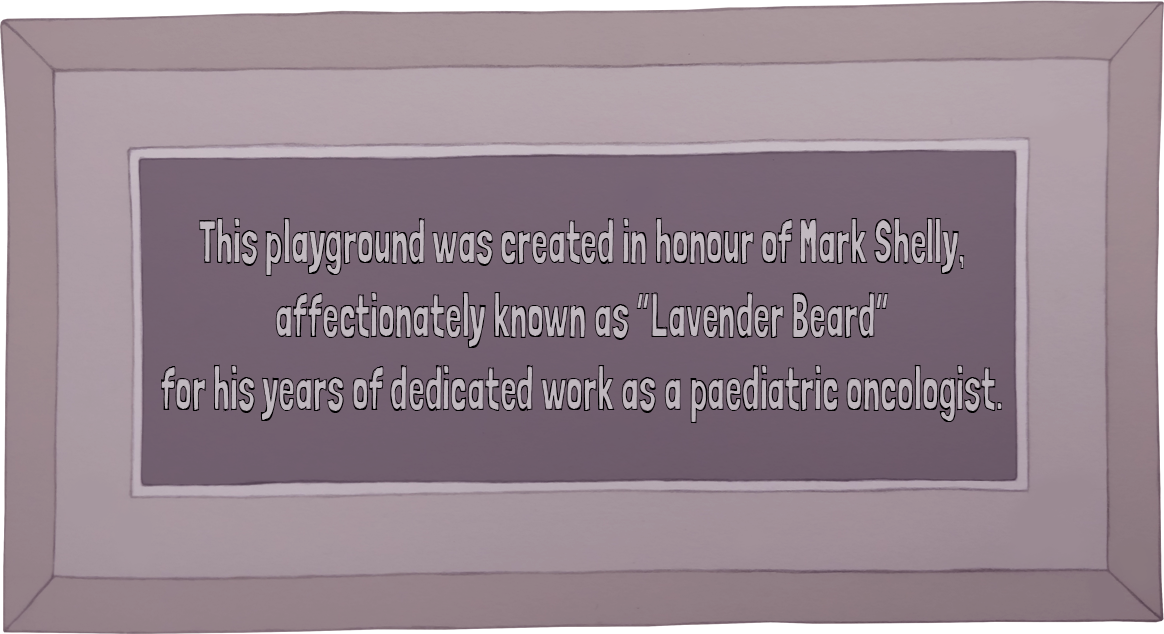 This playground was created in honour of Mark Shelly,
affectionately known as "Lavender Beard"
for his years of dedicated work as a paediatric oncologist.